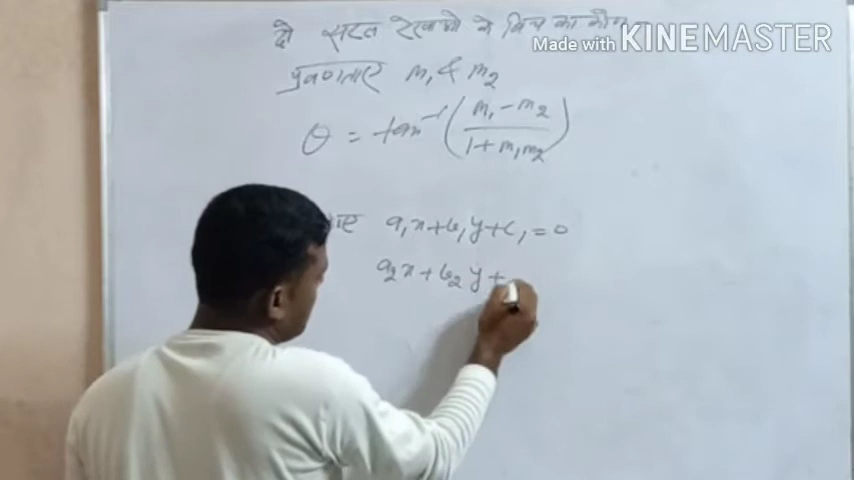 दो सरल रेखाओं के बिच का कोण
Made with KINEMASTER
प्रवणताएँ m₁ & m₂
θ = tan⁻¹ ( (m₁ - m₂) / (1 + m₁m₂) )
a₁x + b₁y + c₁ = 0
a₂x + b₂y +